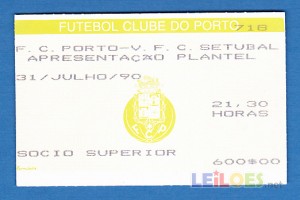 FUTEBOL CLUBE DO PORTO
718
F.C. PORTO-V.F.C. SETUBAL
APRESENTAÇÃO PLANTEL
31/JULHO/90
21,30
HORAS
SOCIO SUPERIOR
600$00
LEILOES.net